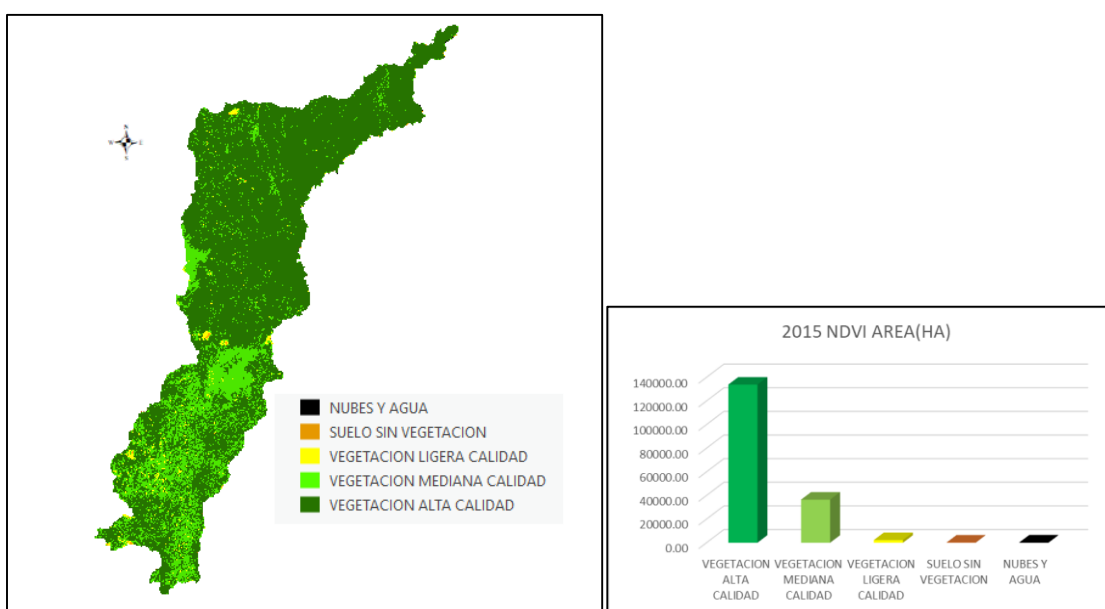 N
W
E
S
NUBES Y AGUA
SUELO SIN VEGETACION
VEGETACION LIGERA CALIDAD
VEGETACION MEDIANA CALIDAD
VEGETACION ALTA CALIDAD
2015 NDVI AREA(HA)
140000.00
120000.00
100000.00
80000.00
60000.00
40000.00
20000.00
0.00
VEGETACION
ALTA
CALIDAD
VEGETACION
MEDIANA
CALIDAD
VEGETACION
LIGERA
CALIDAD
SUELO SIN
VEGETACION
NUBES Y
AGUA